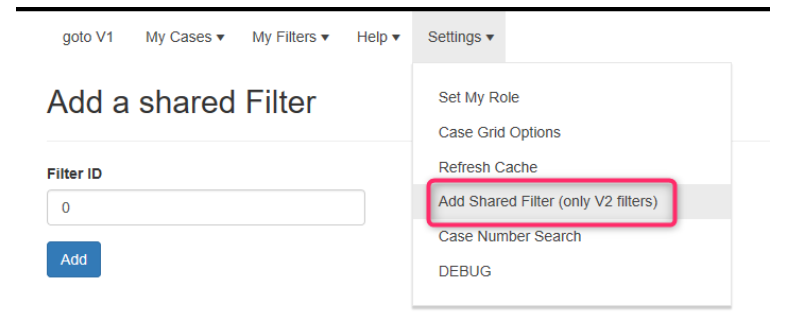 goto V1 My Cases ▾ My Filters ▾ Help ▾ Settings ▾
Add a shared Filter
Filter ID
0
Add
Set My Role
Case Grid Options
Refresh Cache
Add Shared Filter (only V2 filters)
Case Number Search
DEBUG